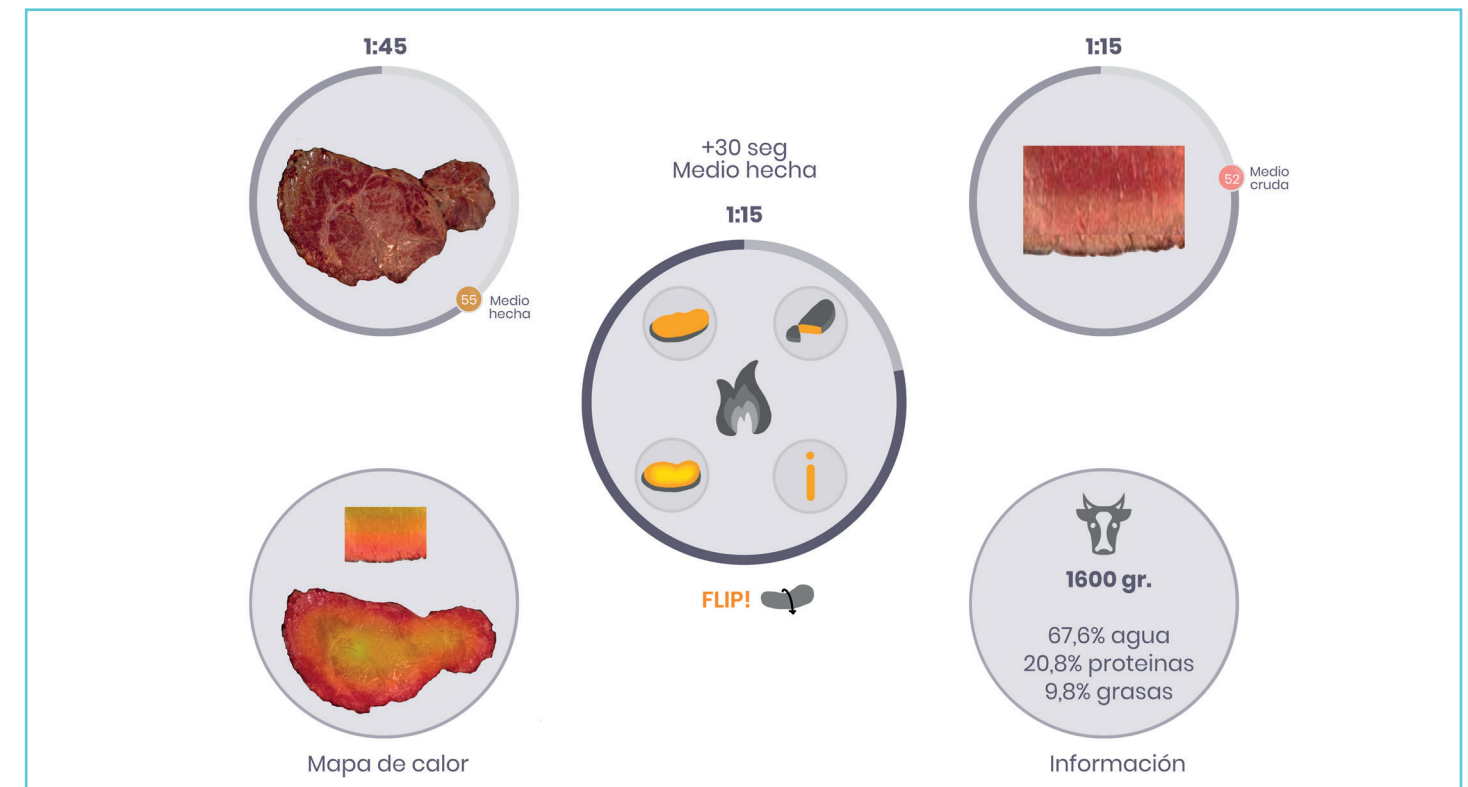 1:45
55
Medio
hecha
+30 seg
Medio hecha
1:15
FLIP!
1:15
52
Medio
cruda
Mapa de calor
1600 gr.
67,6% agua
20,8% proteinas
9,8% grasas
Información